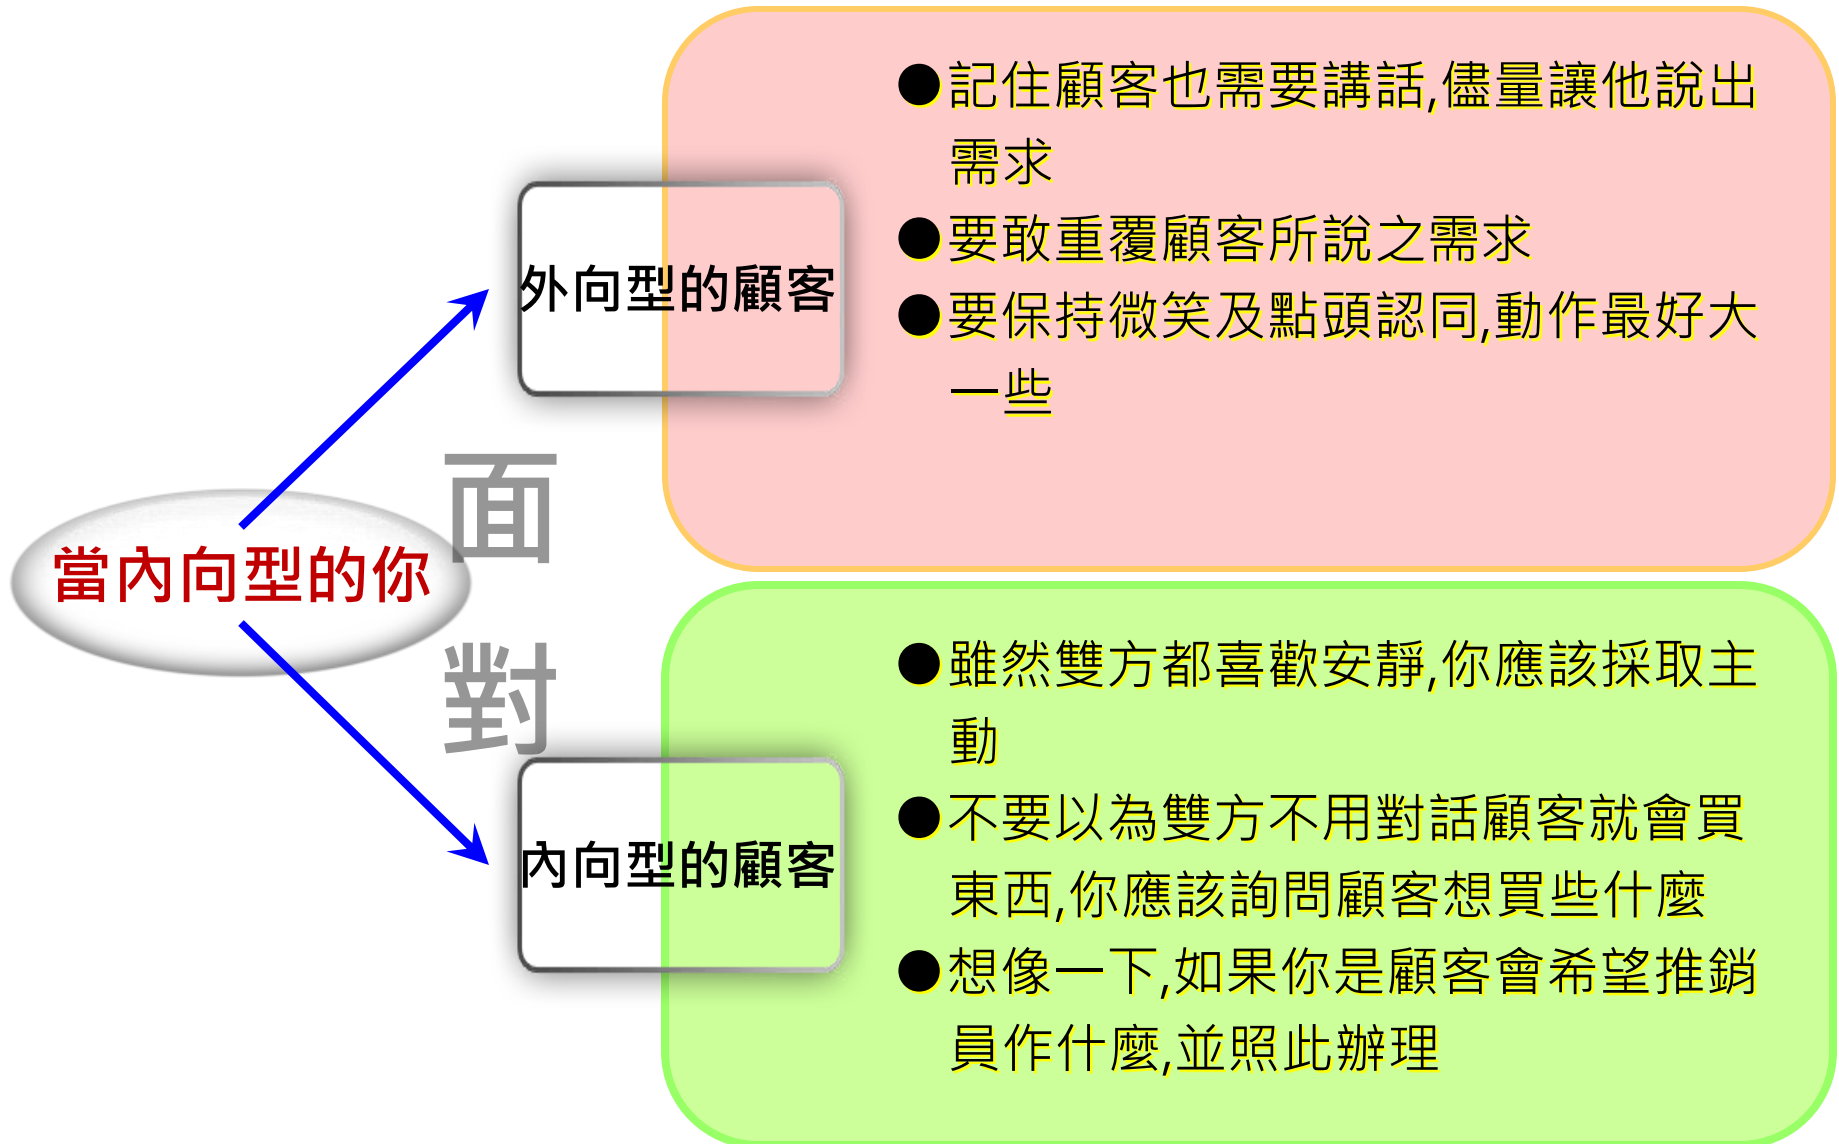 當內向型的你
面
對
外向型的顧客
●記住顧客也需要講話,儘量讓他說出
需求
●要敢重覆顧客所說之需求
●要保持微笑及點頭認同,動作最好大
一些
內向型的顧客
●雖然雙方都喜歡安靜,你應該採取主
動
●不要以為雙方不用對話顧客就會買
東西,你應該詢問顧客想買些什麼
●想像一下,如果你是顧客會希望推銷
員作什麼,並照此辦理